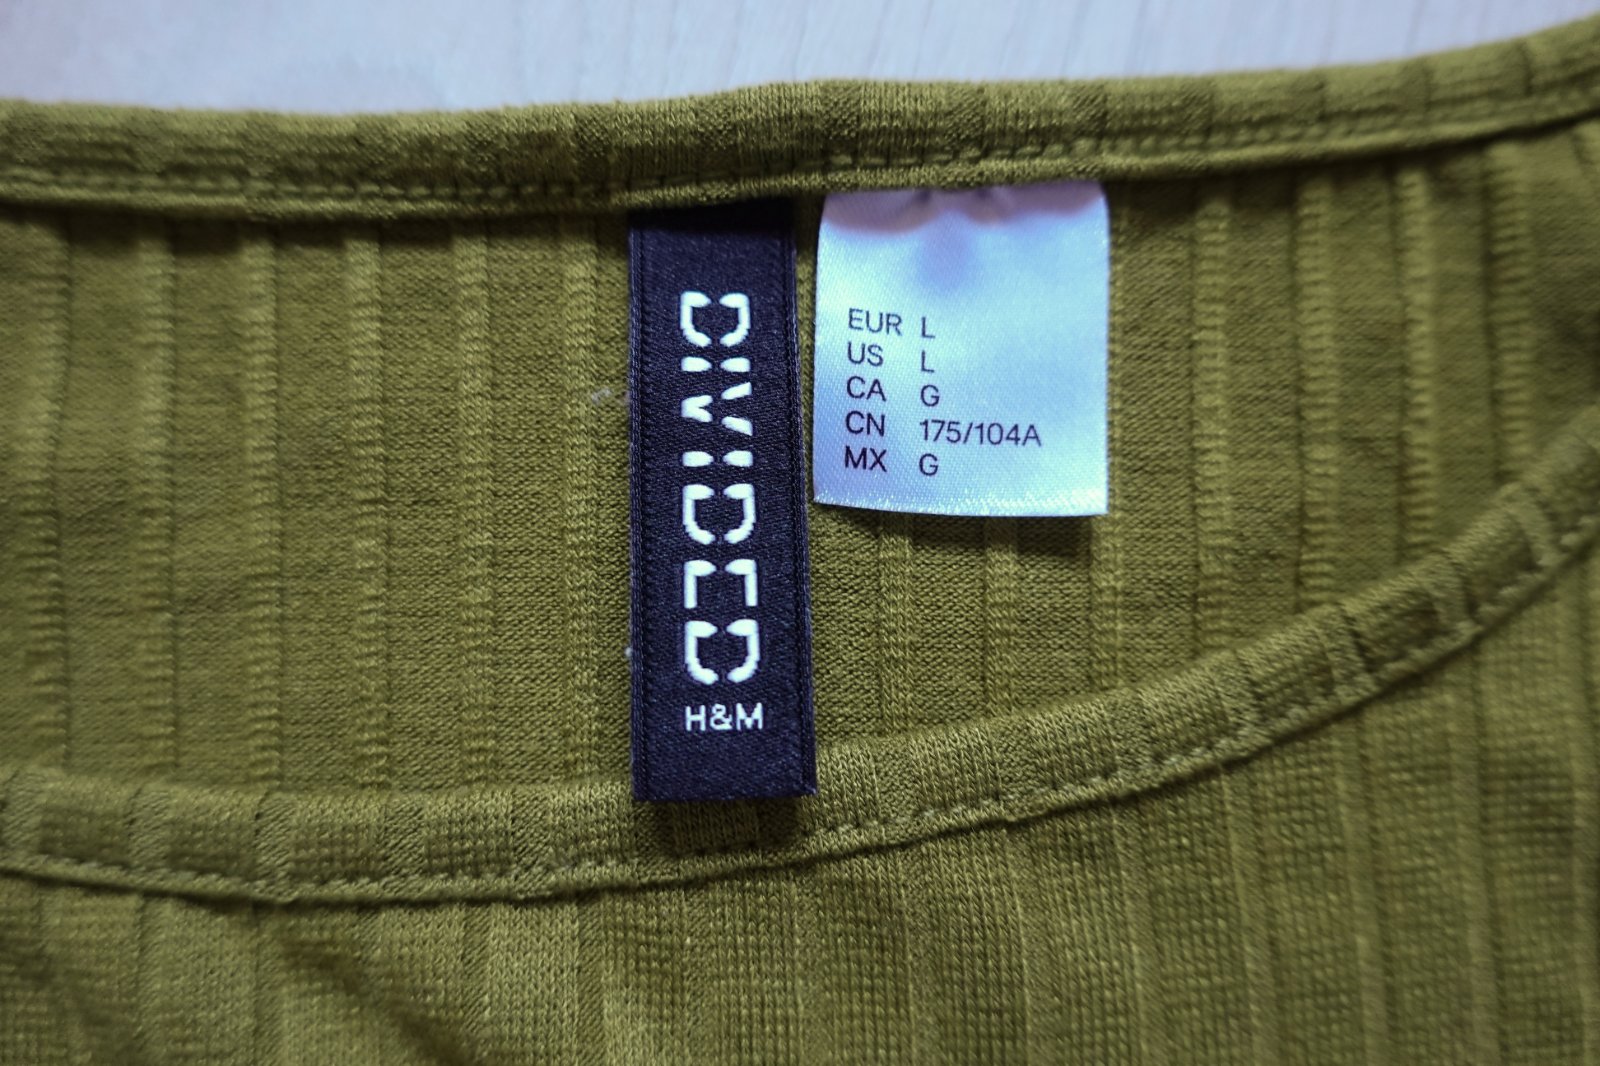 DIVIDED
H&M
EUR L
US L
CA G
CN 175/104A
MX G